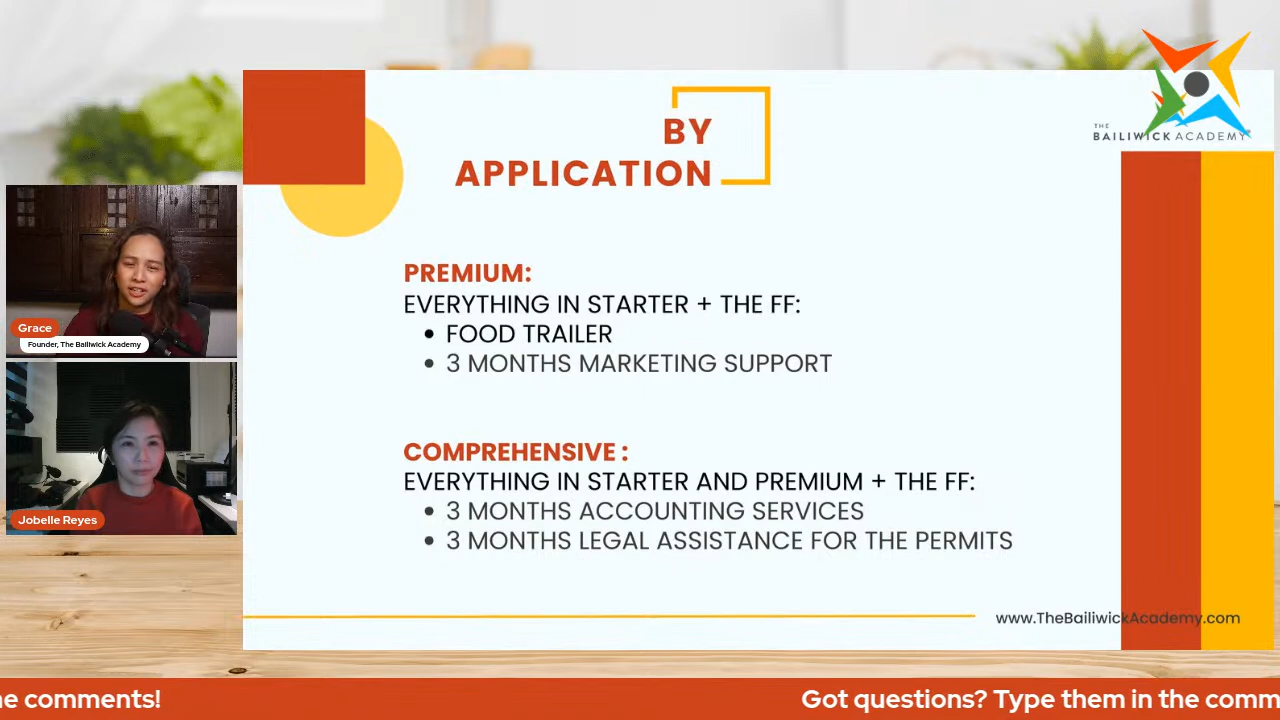 THE
BAILIWICK ACADEMY
BY
APPLICATION
PREMIUM:
EVERYTHING IN STARTER + THE FF:
• FOOD TRAILER
• 3 MONTHS MARKETING SUPPORT
COMPREHENSIVE :
EVERYTHING IN STARTER AND PREMIUM + THE FF:
• 3 MONTHS ACCOUNTING SERVICES
• 3 MONTHS LEGAL ASSISTANCE FOR THE PERMITS
www.TheBailiwickAcademy.com
Grace
Founder, The Bailiwick Academy
Jobelle Reyes
he comments!
Got questions? Type them in the comm